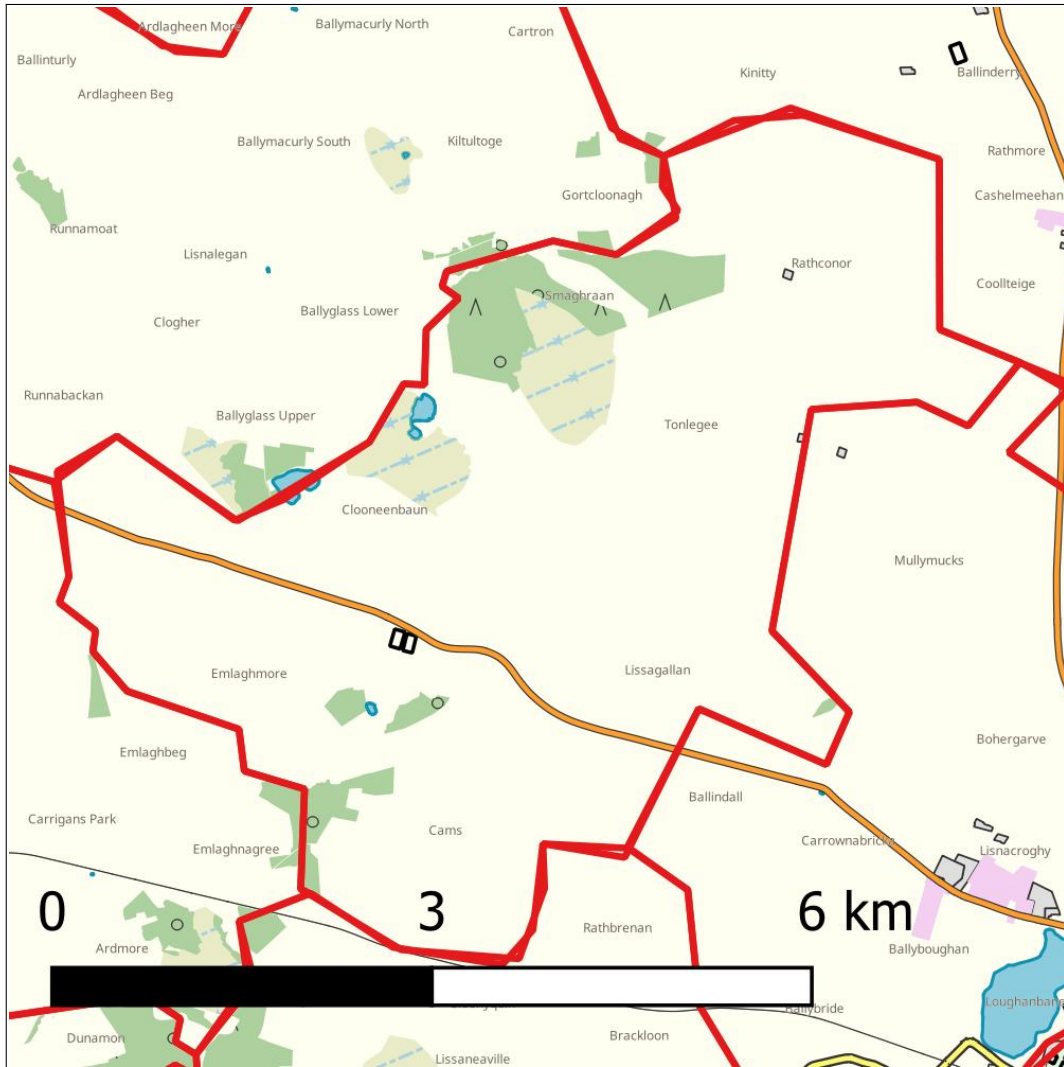 Ardlagheen More
Ballymacurly North
Cartron
Ballinturly
Kinitty
Ballinderry
Ardlagheen Beg
Ballymacurly South
Kiltultoge
Rathmore
Gortcloonagh
Cashelmeehan
Runnamoat
Lisnalegan
Rathconor
Coollteige
Smaghraan
Ballyglass Lower
Clogher
Runnabackan
Ballyglass Upper
Tonlegee
Clooneenbaun
Mullymucks
Emlaghmore
Lissagallan
Bohergarve
Emlaghbeg
Ballindall
Carrigans Park
Cams
Carrownabrickna
Emlaghnagree
Lisnacroghy
0 3 6 km
Rathbrenan
Ardmore
Ballyboughan
Loughanbane
Ballybride
Dunamon
Brackloon
Lissaneaville